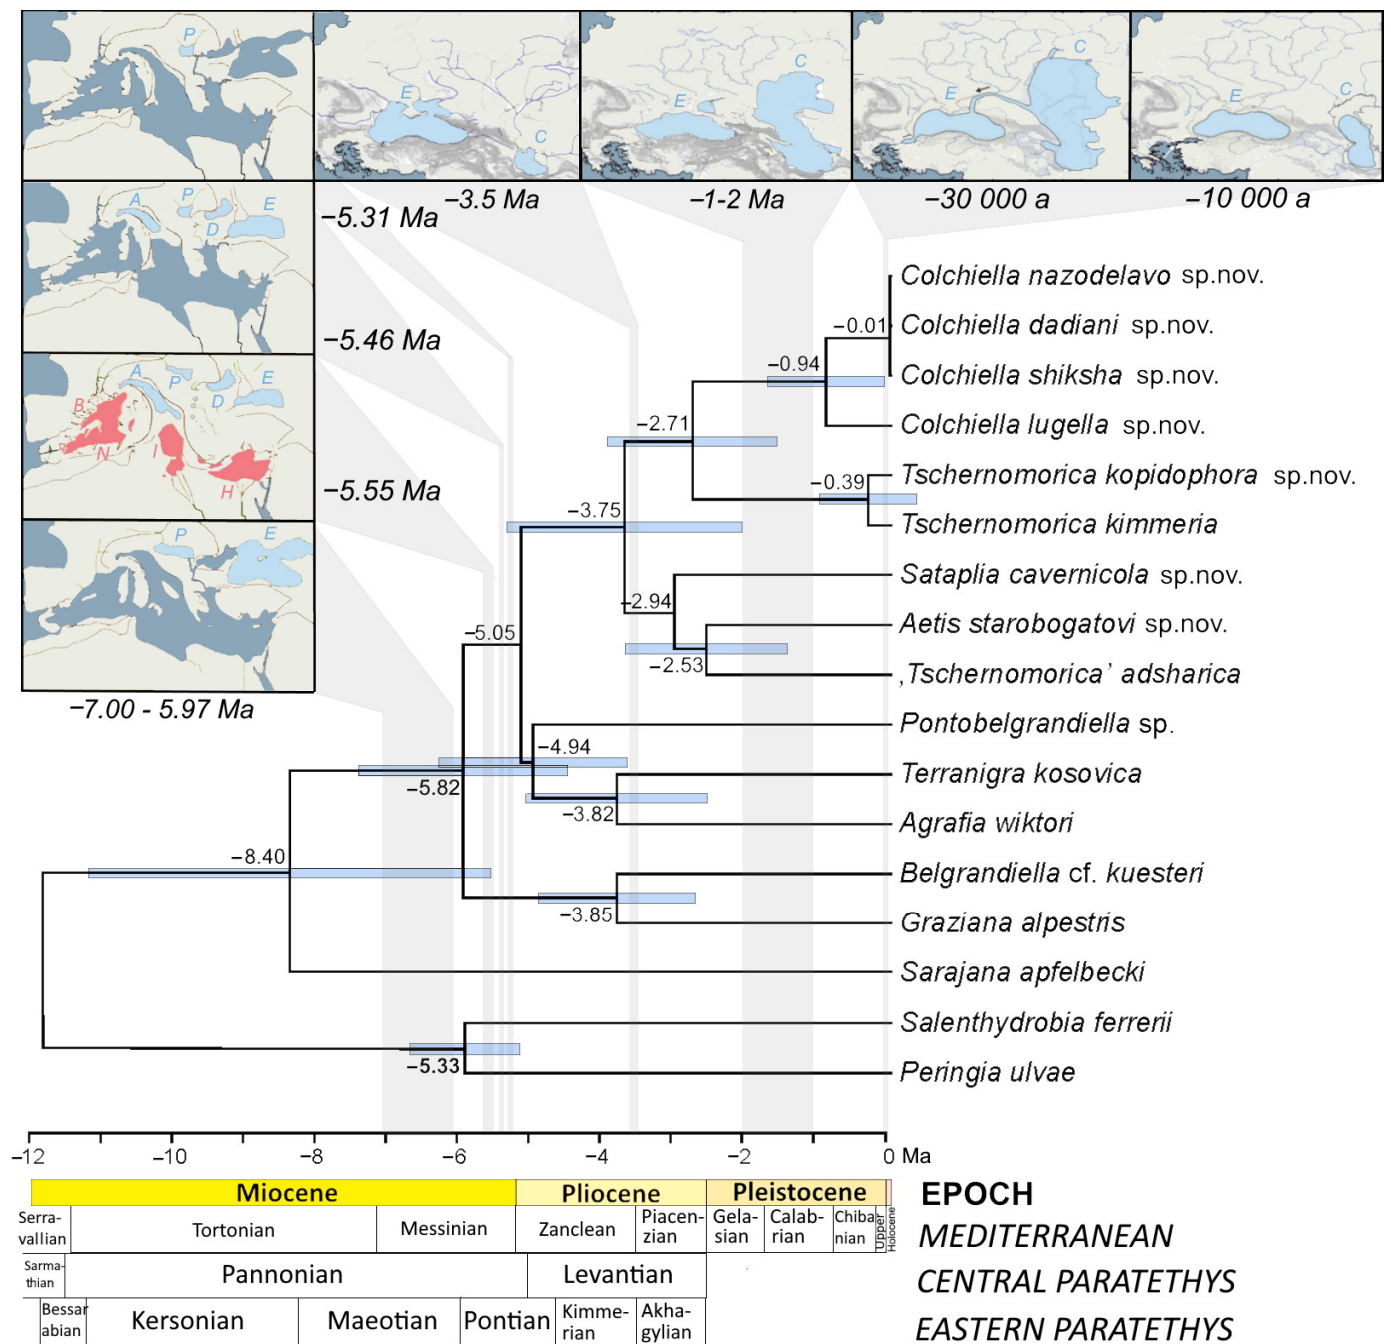 P
E
C
E
C
E
C
E
C
−3.5 Ma
−1-2 Ma
−30 000 a
−10 000 a
A
P
D
E
−5.31 Ma
−5.46 Ma
A
P
D
E
B
N
I
H
−5.55 Ma
P
E
−7.00 - 5.97 Ma
Colchiella nazodelavo sp.nov.
−0.01
Colchiella dadiani sp.nov.
−0.94
Colchiella shiksha sp.nov.
−2.71
Colchiella lugella sp.nov.
−0.39
Tschernomorica kopidophora sp.nov.
−3.75
Tschernomorica kimmeria
Sataplia cavernicola sp.nov.
−2.94
−5.05
Aetis starobogatovi sp.nov.
−2.53
‚Tschernomorica’ adsharica
Pontobelgrandiella sp.
−4.94
−5.82
Terranigra kosovica
−3.82
Agrafia wiktori
−8.40
Belgrandiella cf. kuesteri
−3.85
Graziana alpestris
Sarajana apfelbecki
Salenthydrobia ferrerii
−5.33
Peringia ulvae
−12 −10 −8 −6 −4 −2 0 Ma
Miocene Pliocene Pleistocene EPOCH
Serra-vallian Tortonian Messinian Zanclean Piacen-zian Gela-sian Calab-rian Chiba nian Upper Holocene MEDITERRANEAN
Sarma-thian Pannonian Levantian CENTRAL PARATETHYS
Bessar abian Kersonian Maeotian Pontian Kimme-rian Akha-gylian EASTERN PARATETHYS